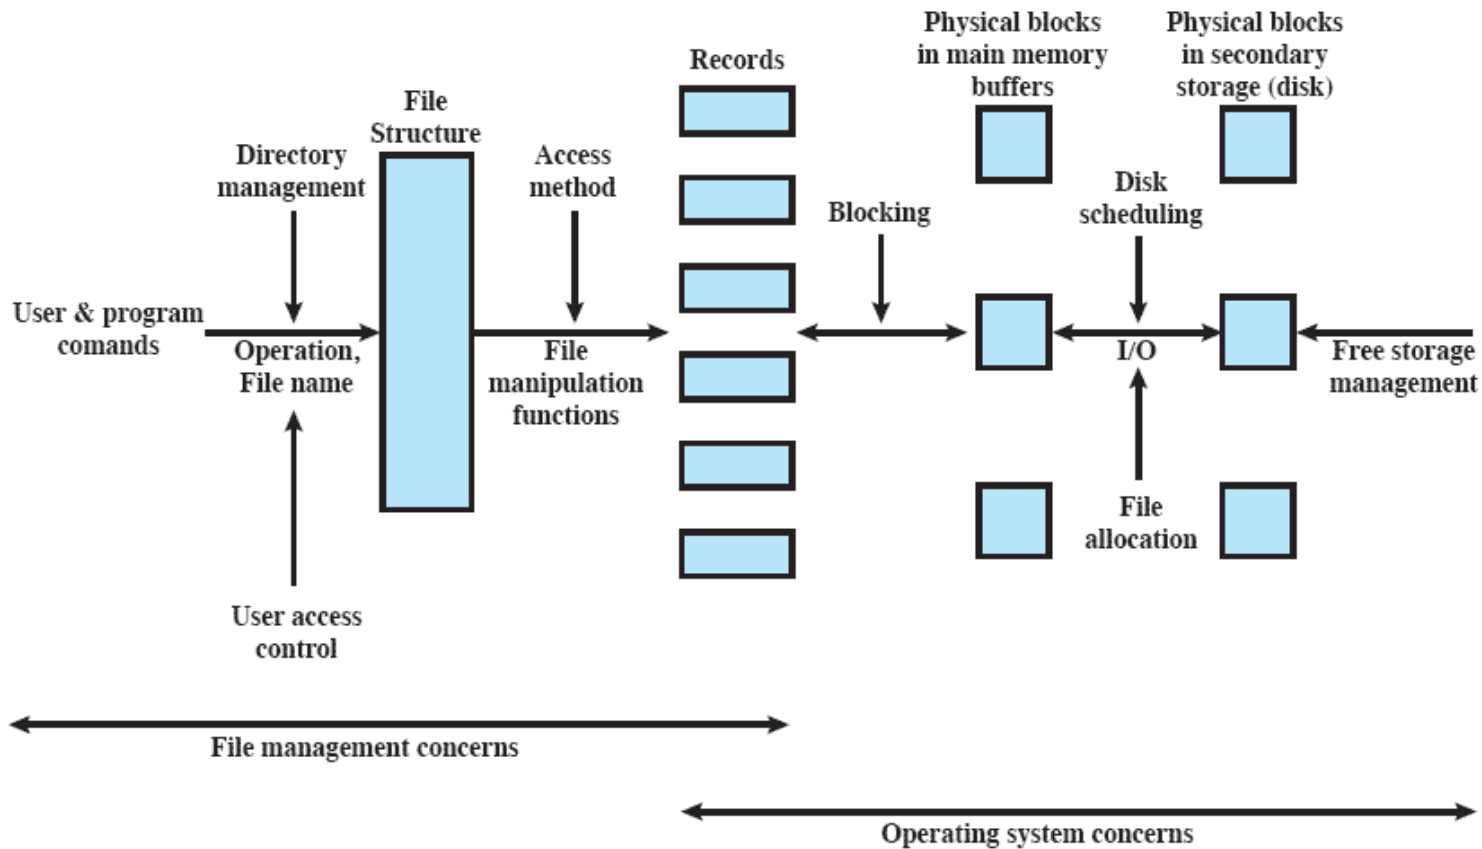 Physical blocks
in main memory
buffers
Physical blocks
in secondary
storage (disk)
Records
File
Structure
Directory
management
Access
method
Blocking
Disk
scheduling
User & program
comands
Operation,
File name
File
manipulation
functions
I/O
Free storage
management
File
allocation
User access
control
File management concerns
Operating system concerns